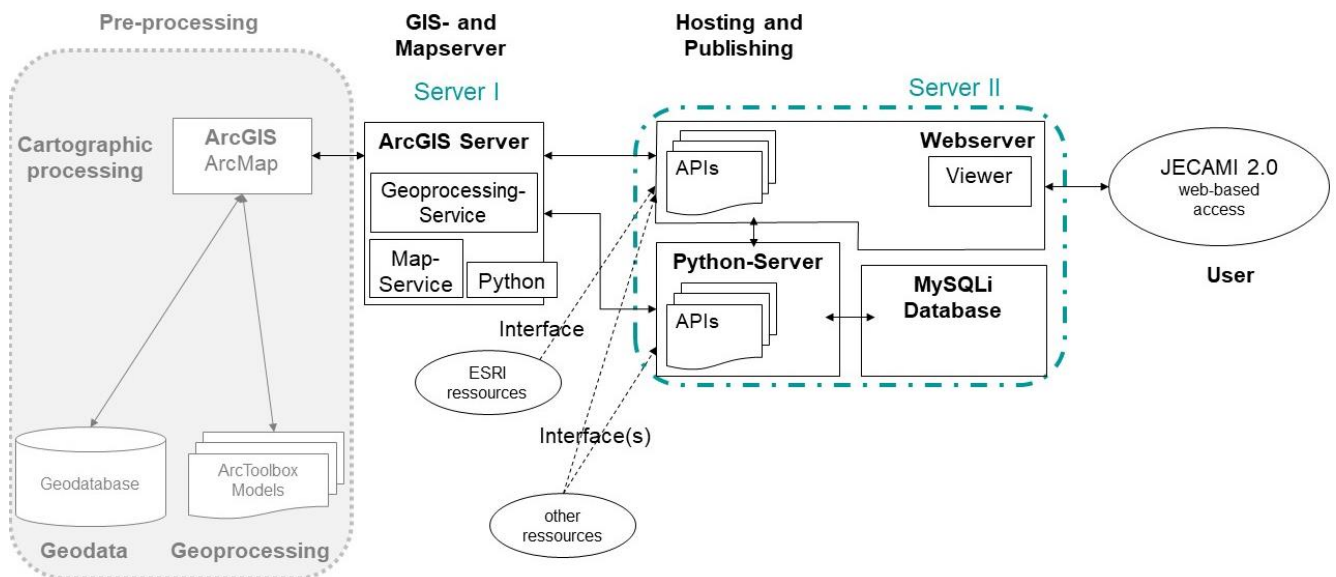 Pre-processing
GIS- and
Mapserver
Hosting and
Publishing
Server I
Server II
Cartographic
processing
ArcGIS
ArcMap
ArcGIS Server
Geoprocessing-
Service
Map-
Service
Python
APIs
Webserver
Viewer
JECAMI 2.0
web-based
access
User
Python-Server
APIs
MySQLi
Database
Interface
ESRI
ressources
Interface(s)
other
ressources
Geodatabase
ArcToolbox
Models
Geodata
Geoprocessing